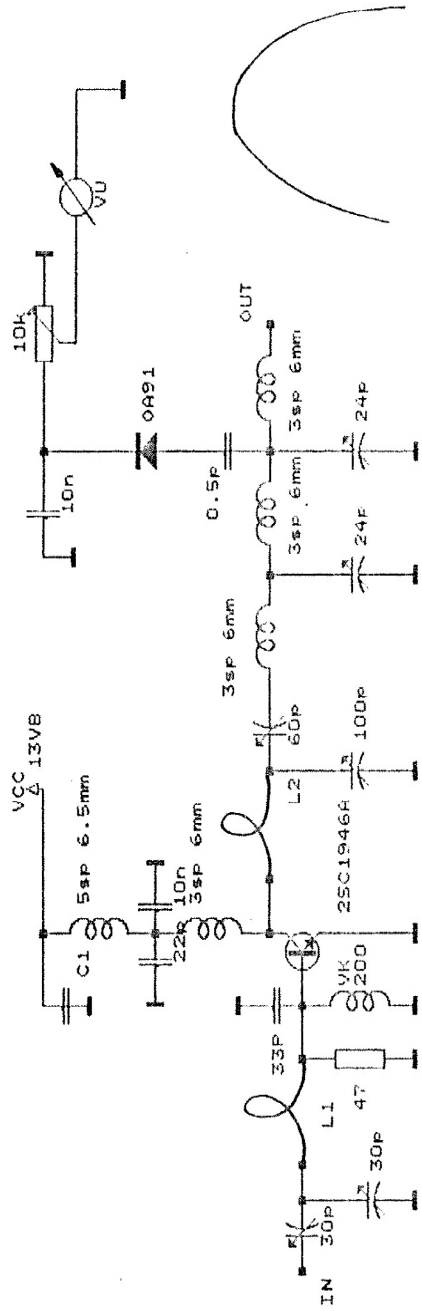 VCC
13V8
C1
5sp 6.5mm
22p
10n
3sp 6mm
10n
10k
VU
OA91
0.5p
OUT
IN
30p
30p
L1
47
33p
VK
200
2SC1946A
L2
100p
60p
3sp 6mm
24p
3sp 6mm
24p
3sp 6mm